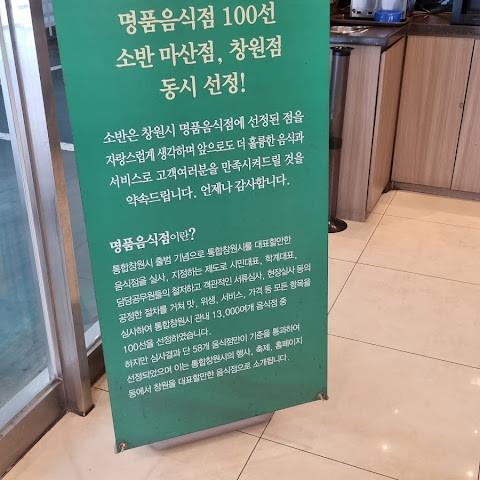 명품음식점 100선
소반 마산점, 창원점
동시 선정!
소반은 창원시 명품음식점에 선정된 점을
자랑스럽게 생각하며 앞으로도 더 훌륭한 음식과
서비스로 고객여러분을 만족시켜드릴 것을
약속드립니다. 언제나 감사합니다.
명품음식점이란?
통합창원시 출범 기념으로 통합창원시를 대표할만한
음식점을 실사, 지정하는 제도로 시민대표, 학계대표,
담당공무원들의 철저하고 객관적인 서류심사, 현장실사 등의
공정한 절차를 거쳐 맛, 위생, 서비스, 가격 등 모든 항목을
심사하여 통합창원시 관내 13,000여개 음식점 중
100선을 선정하였습니다.
하지만 심사결과 단 58개 음식점만이 기준을 통과하여
선정되었으며 이는 통합창원시의 행사, 축제, 홈페이지
등에서 창원을 대표할만한 음식점으로 소개됩니다.